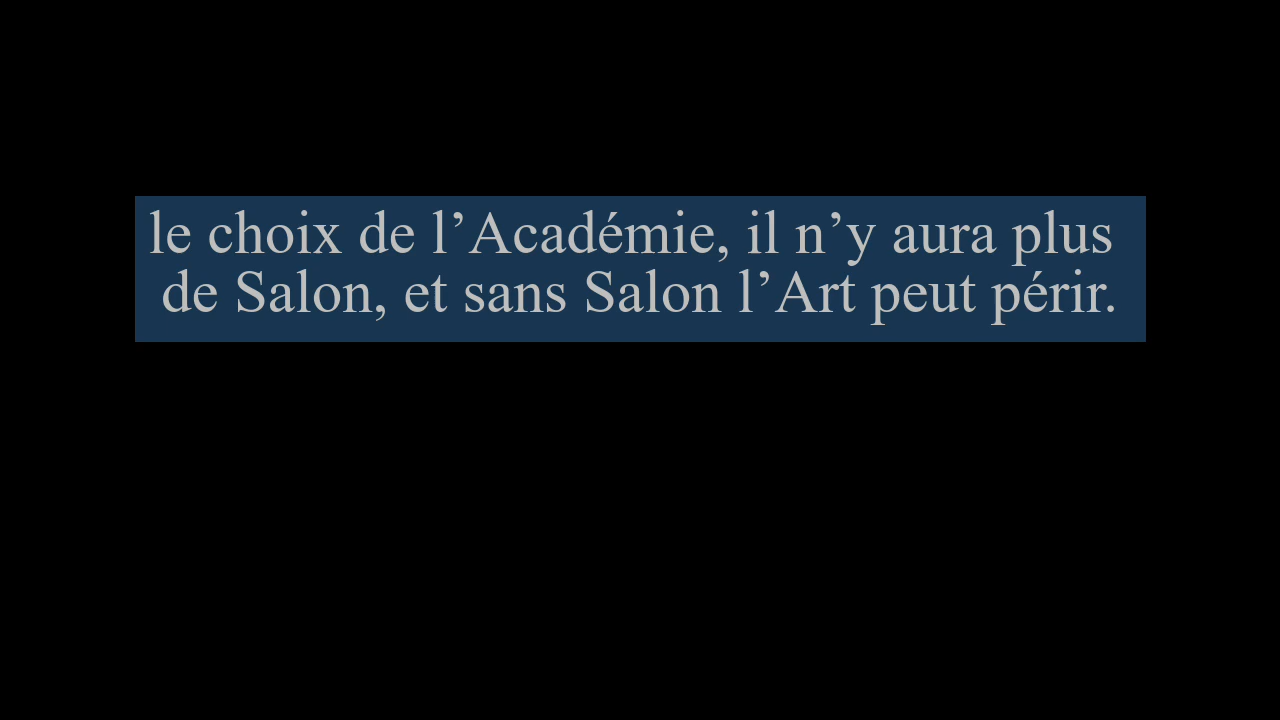 le choix de l’Académie, il n’y aura plus
de Salon, et sans Salon l’Art peut périr.